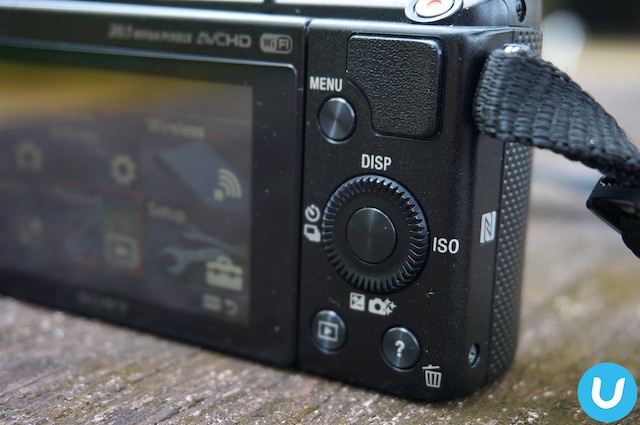 20.1 MEGA PIXELS AVCHD Wi Fi
MENU
DISP
Wireless
ISO
Setup
?
SONY
U